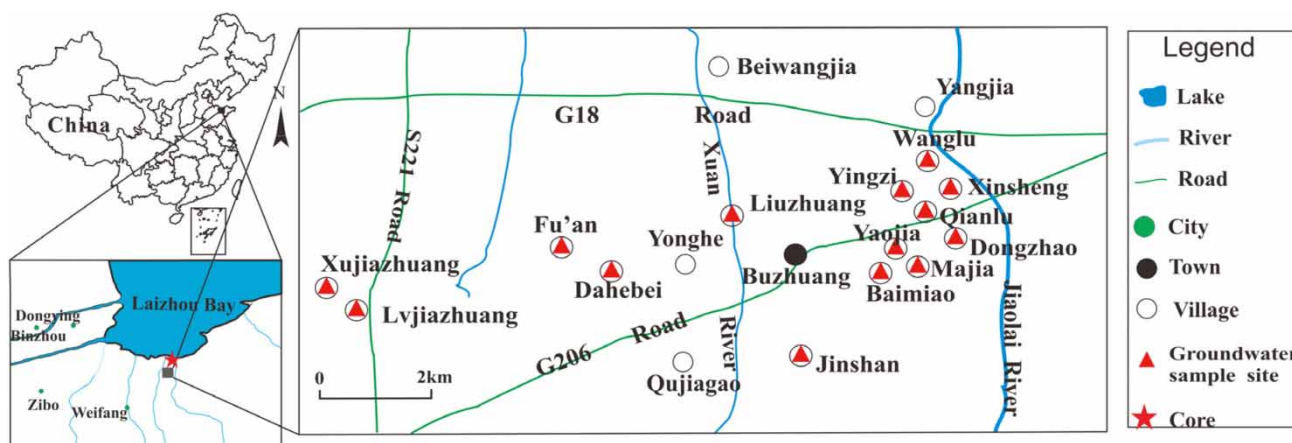 China
N
Dongying
Binzhou
Laizhou Bay
Zibo
Weifang
Beiwangjia
Yangjia
G18 Road
S221 Road
Xuan River
Wanglu
Yingzi
Xinsheng
Liuzhuang
Qianlu
Fu'an
Yonghe
Yaojia
Dongzhao
Xujiazhuang
Dahebei
Buzhuang
Majia
Baimiao
Lvjiazhuang
G206 Road
Jiaolai River
Jinshan
Qujiagao
0 2km
Legend
Lake
River
Road
City
Town
Village
Groundwater
sample site
Core